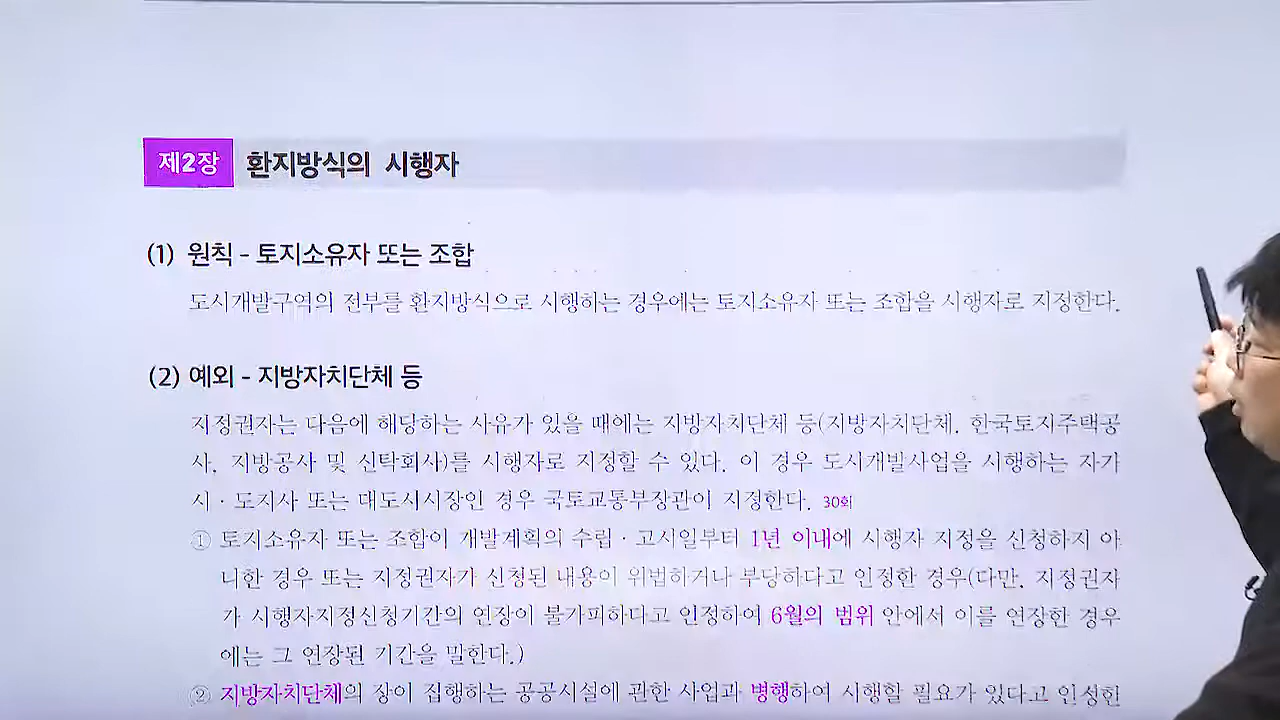 제2장 환지방식의 시행자
(1) 원칙 - 토지소유자 또는 조합
도시개발구역의 전부를 환지방식으로 시행하는 경우에는 토지소유자 또는 조합을 시행자로 지정한다.
(2) 예외 - 지방자치단체 등
지정권자는 다음에 해당하는 사유가 있을 때에는 지방자치단체 등(지방자치단체, 한국토지주택공
사, 지방공사 및 신탁회사)를 시행자로 지정할 수 있다. 이 경우 도시개발사업을 시행하는 자가
시 · 도지사 또는 대도시시장인 경우 국토교통부장관이 지정한다. 30회
① 토지소유자 또는 조합이 개발계획의 수립 · 고시일부터 1년 이내에 시행자 지정을 신청하지 아
니한 경우 또는 지정권자가 신청된 내용이 위법하거나 부당하다고 인정한 경우(다만, 지정권자
가 시행자지정신청기간의 연장이 불가피하다고 인정하여 6월의 범위 안에서 이를 연장한 경우
에는 그 연장된 기간을 말한다.)
② 지방자치단체의 장이 집행하는 공공시설에 관한 사업과 병행하여 시행할 필요가 있다고 인정한